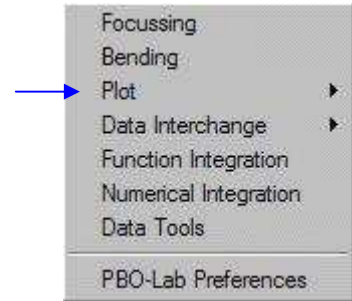 Focussing
Bending
Plot
Data Interchange
Function Integration
Numerical Integration
Data Tools
PBO-Lab Preferences